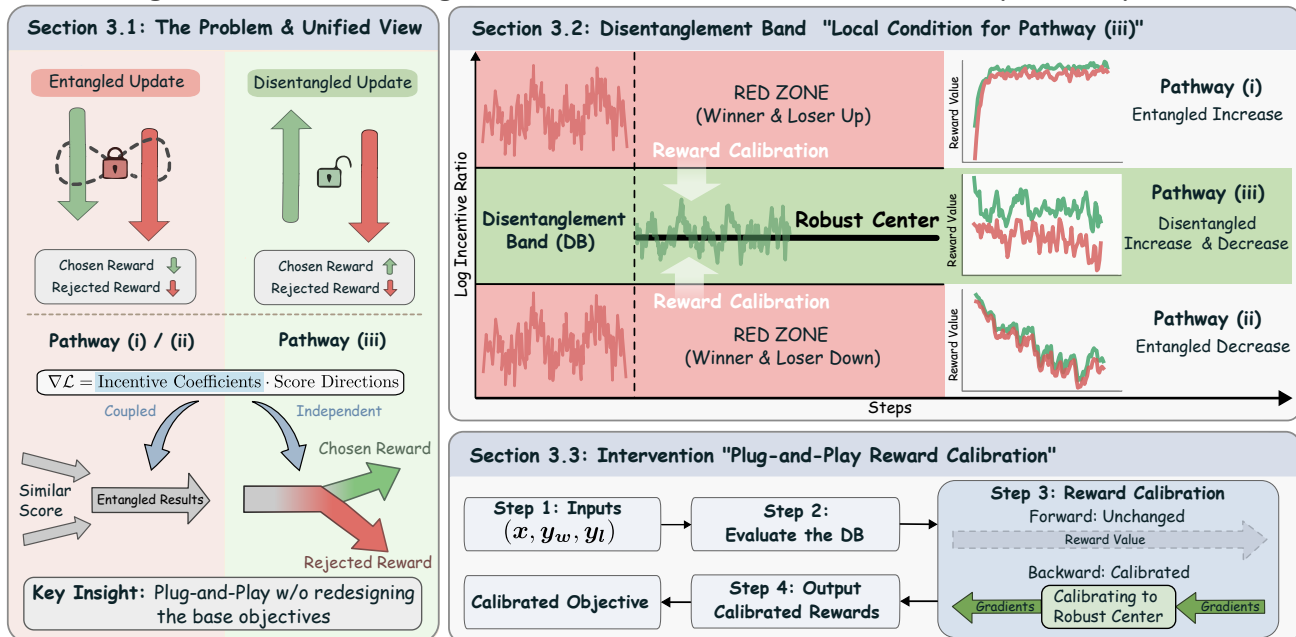 Section 3.1: The Problem & Unified View
Entangled Update
Disentangled Update
Chosen Reward
Rejected Reward
Chosen Reward
Rejected Reward
Pathway (i) / (ii)
Pathway (iii)
∇ℒ = Incentive Coefficients · Score Directions
Coupled
Independent
Similar
Score
Entangled Results
Chosen Reward
Rejected Reward
Key Insight: Plug-and-Play w/o redesigning
the base objectives
Section 3.2: Disentanglement Band "Local Condition for Pathway (iii)"
Log Incentive Ratio
RED ZONE
(Winner & Loser Up)
Reward Calibration
Disentanglement
Band (DB)
Robust Center
Reward Calibration
RED ZONE
(Winner & Loser Down)
Reward Value
Pathway (i)
Entangled Increase
Reward Value
Pathway (iii)
Disentangled
Increase & Decrease
Reward Value
Pathway (ii)
Entangled Decrease
Steps
Section 3.3: Intervention "Plug-and-Play Reward Calibration"
Step 1: Inputs
(x, y_w, y_l)
Step 2:
Evaluate the DB
Step 3: Reward Calibration
Forward: Unchanged
Reward Value
Backward: Calibrated
Gradients
Calibrating to
Robust Center
Gradients
Step 4: Output
Calibrated Rewards
Calibrated Objective